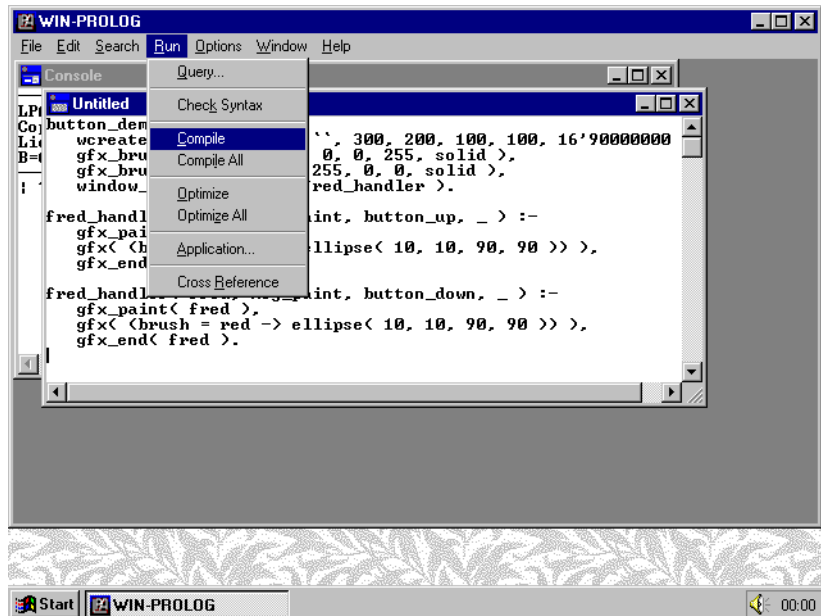 WIN-PROLOG
File Edit Search Run Options Window Help
Console
Query...
Check Syntax
Compile
Compile All
Optimize
Optimize All
Application...
Cross Reference
Untitled
button_dem
wcreate ``, 300, 200, 100, 100, 16'90000000
gfx_bru 0, 0, 255, solid ),
gfx_bru 255, 0, 0, solid ),
window_ fred_handler ).
fred_handl int, button_up, _ ) :-
gfx_pai
gfx( (b llipse( 10, 10, 90, 90 )) ),
gfx_end
fred_handl paint, button_down, _ ) :-
gfx_paint( fred ),
gfx( (brush = red -> ellipse( 10, 10, 90, 90 )) ),
gfx_end( fred ).
Start WIN-PROLOG 00:00